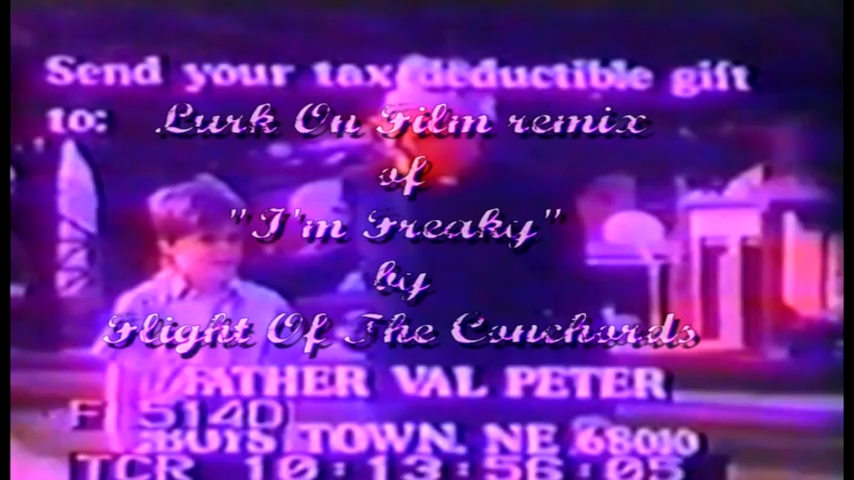 Send your tax deductible gift
to:
Lurk On Film remix
of
"I'm Freaky"
by
Flight Of The Conchords
FATHER VAL PETER
F 5140
BOYS TOWN, NE 68010
TCR 10:13:56:05